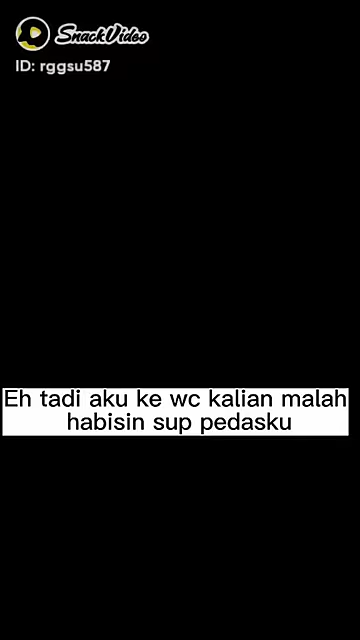 SnackVideo
ID: rggsu587
Eh tadi aku ke wc kalian malah
habisin sup pedasku